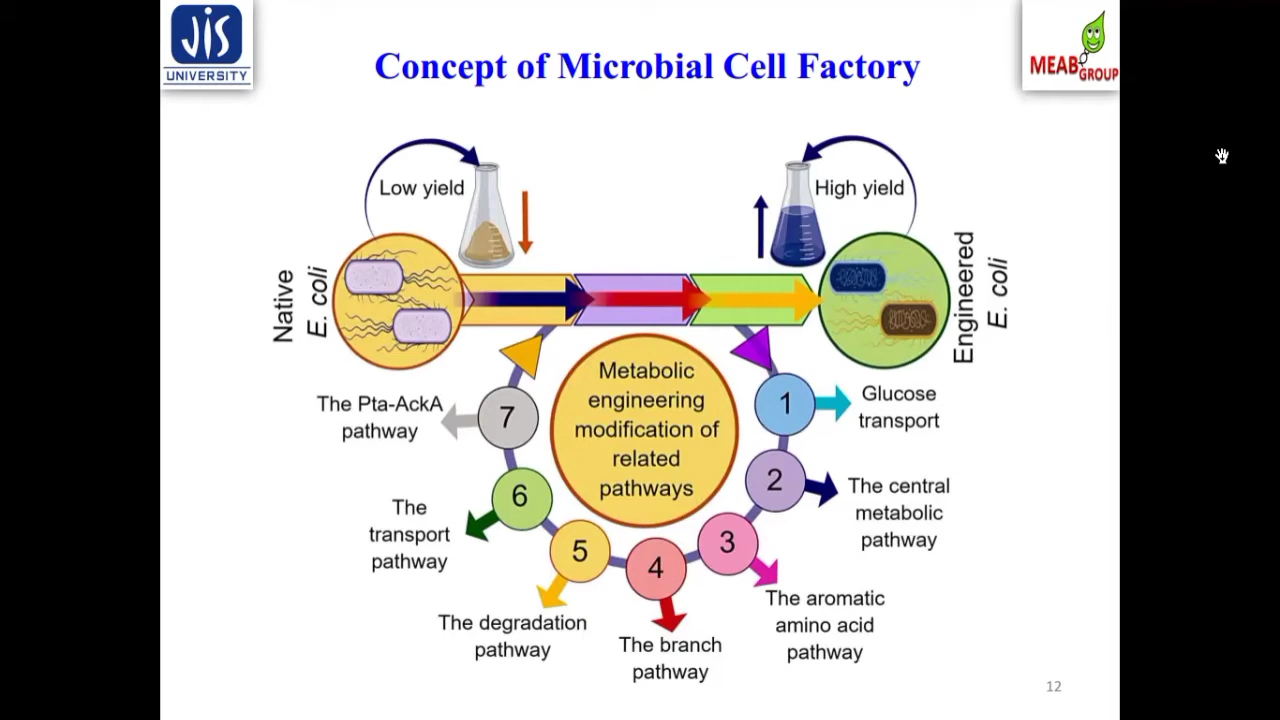 JIS
UNIVERSITY
MEAB
GROUP
Concept of Microbial Cell Factory
Low yield
High yield
Native
E. coli
Engineered
E. coli
Metabolic
engineering
modification of
related
pathways
1
Glucose
transport
2
The central
metabolic
pathway
3
The aromatic
amino acid
pathway
4
The branch
pathway
5
The degradation
pathway
6
The
transport
pathway
7
The Pta-AckA
pathway
12